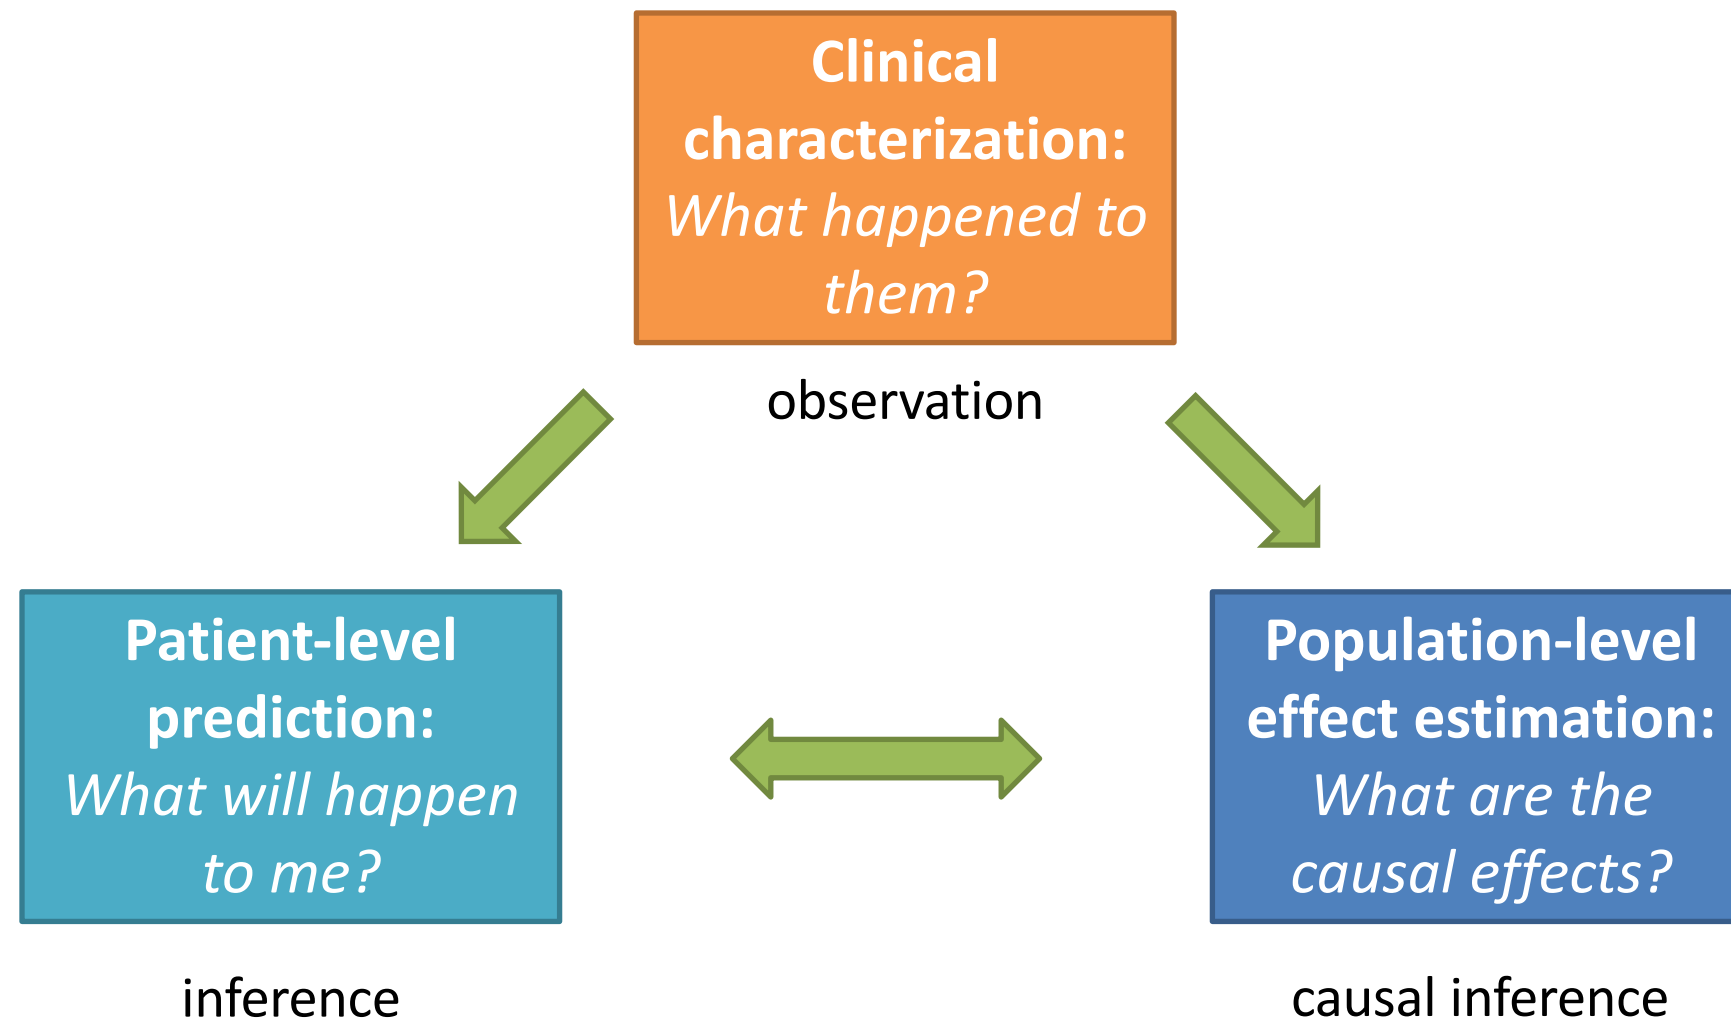 Clinical
characterization:
What happened to
them?
observation
Patient-level
prediction:
What will happen
to me?
inference
Population-level
effect estimation:
What are the
causal effects?
causal inference